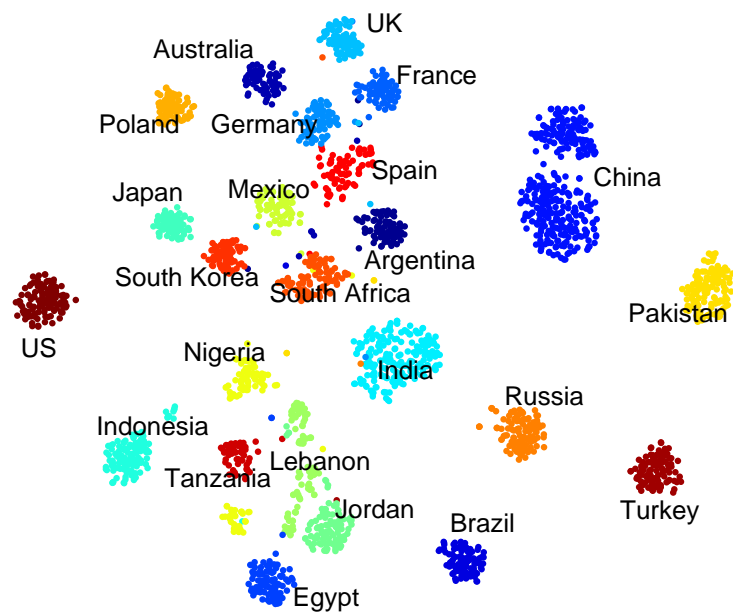 UK
Australia
France
Poland
Germany
Spain
China
Japan
Mexico
South Korea
Argentina
South Africa
Pakistan
US
Nigeria
India
Russia
Indonesia
Lebanon
Tanzania
Jordan
Brazil
Turkey
Egypt